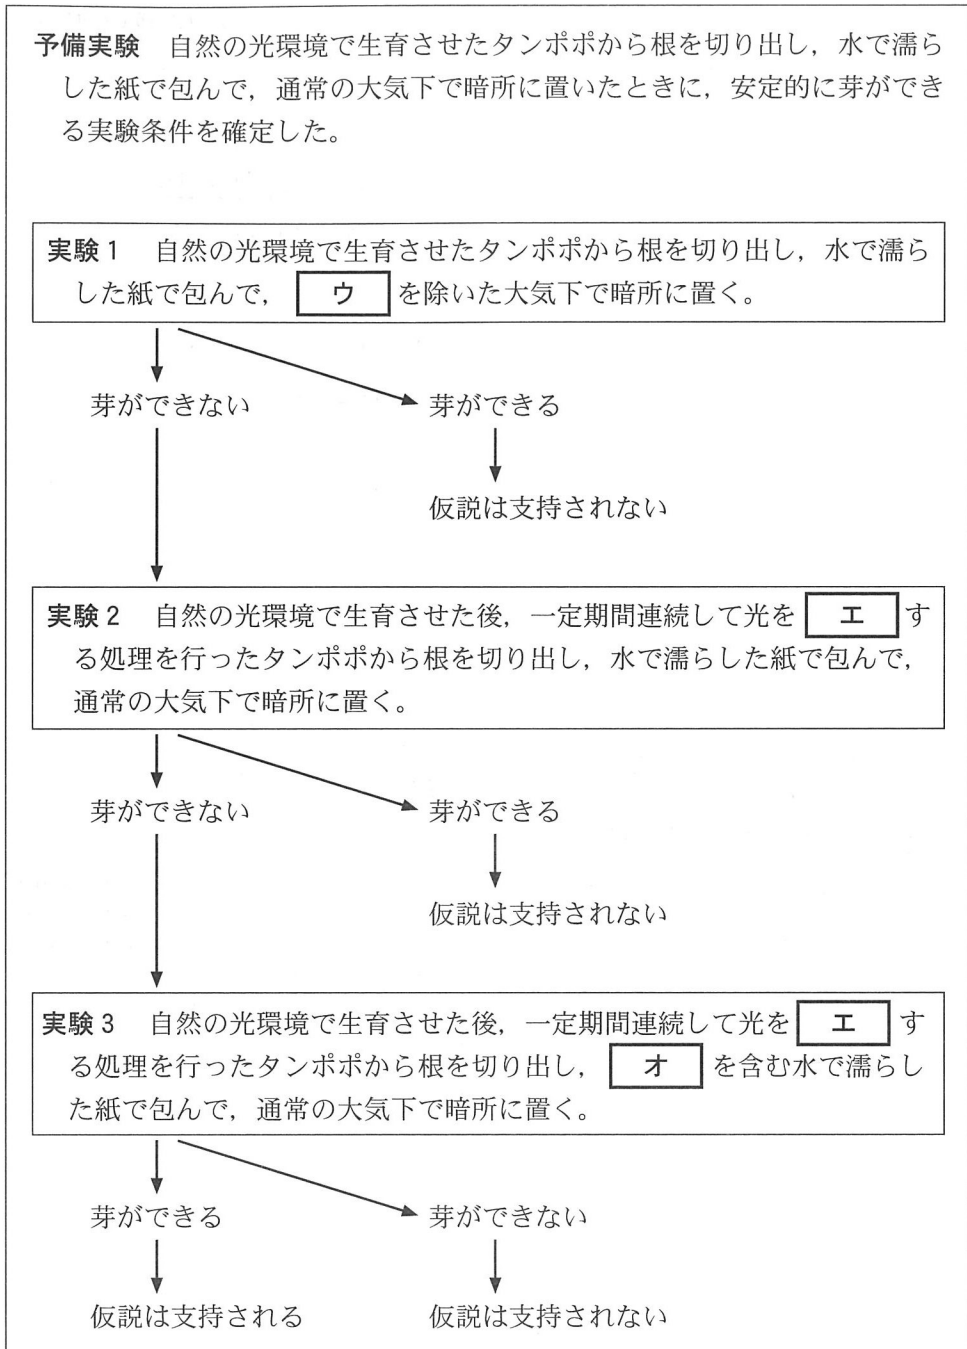 予備実験 自然の光環境で生育させたタンポポから根を切り出し，水で濡ら
した紙で包んで，通常の大気下で暗所に置いたときに，安定的に芽ができ
る実験条件を確定した。
実験1 自然の光環境で生育させたタンポポから根を切り出し，水で濡ら
した紙で包んで， ウ を除いた大気下で暗所に置く。
芽ができない 芽ができる
仮説は支持されない
実験2 自然の光環境で生育させた後，一定期間連続して光を エ す
る処理を行ったタンポポから根を切り出し，水で濡らした紙で包んで，
通常の大気下で暗所に置く。
芽ができない 芽ができる
仮説は支持されない
実験3 自然の光環境で生育させた後，一定期間連続して光を エ す
る処理を行ったタンポポから根を切り出し， オ を含む水で濡らし
た紙で包んで，通常の大気下で暗所に置く。
芽ができる 芽ができない
仮説は支持される 仮説は支持されない